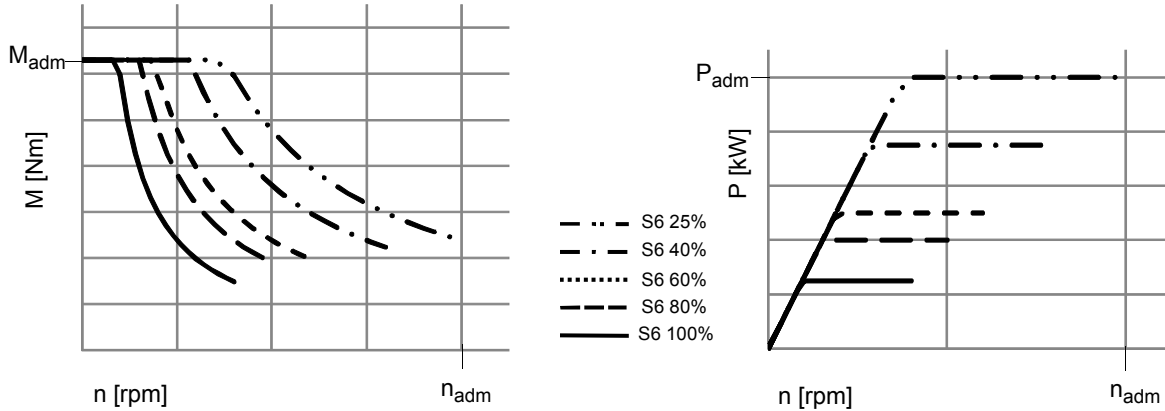 M_adm
M [Nm]
n [rpm]
n_adm
S6 25%
S6 40%
S6 60%
S6 80%
S6 100%
P_adm
P [kW]
n [rpm]
n_adm